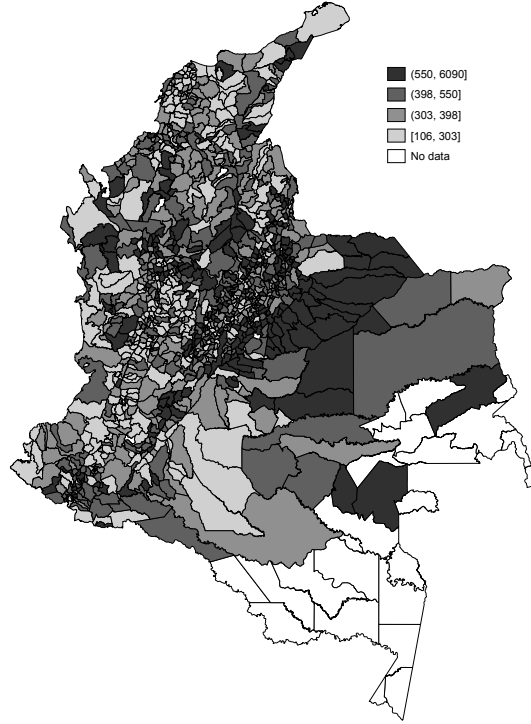 (550, 6090]
(398, 550]
(303, 398]
[106, 303]
No data